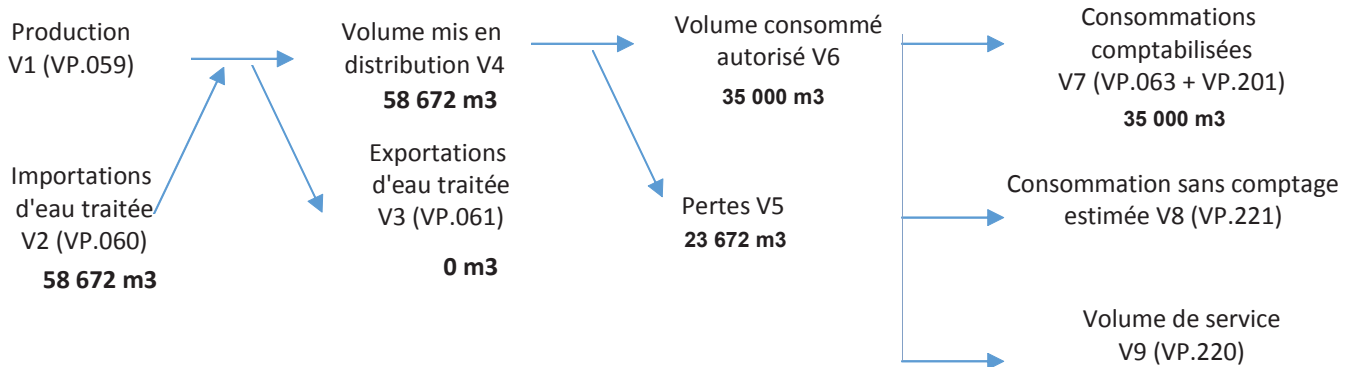 Production
V1 (VP.059)
Importations
d'eau traitée
V2 (VP.060)
58 672 m3
Volume mis en
distribution V4
58 672 m3
Exportations
d'eau traitée
V3 (VP.061)
0 m3
Volume consommé
autorisé V6
35 000 m3
Pertes V5
23 672 m3
Consommations
comptabilisées
V7 (VP.063 + VP.201)
35 000 m3
Consommation sans comptage
estimée V8 (VP.221)
Volume de service
V9 (VP.220)